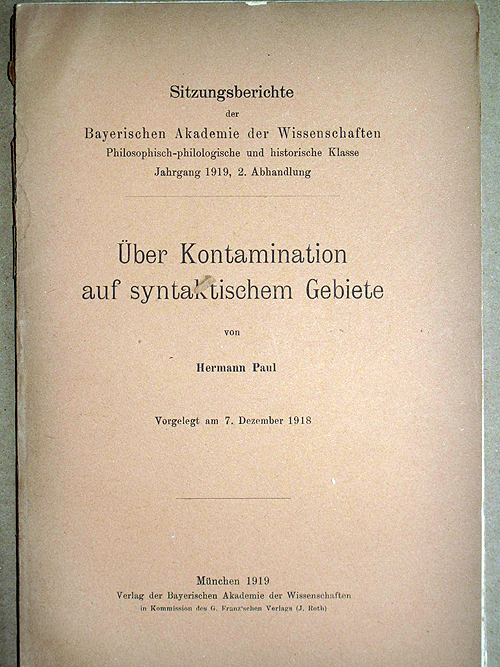 Sitzungsberichte
der
Bayerischen Akademie der Wissenschaften
Philosophisch-philologische und historische Klasse
Jahrgang 1919, 2. Abhandlung
Über Kontamination
auf syntaktischem Gebiete
von
Hermann Paul
Vorgelegt am 7. Dezember 1918
München 1919
Verlag der Bayerischen Akademie der Wissenschaften
in Kommission des G. Franz'schen Verlags (J. Roth)